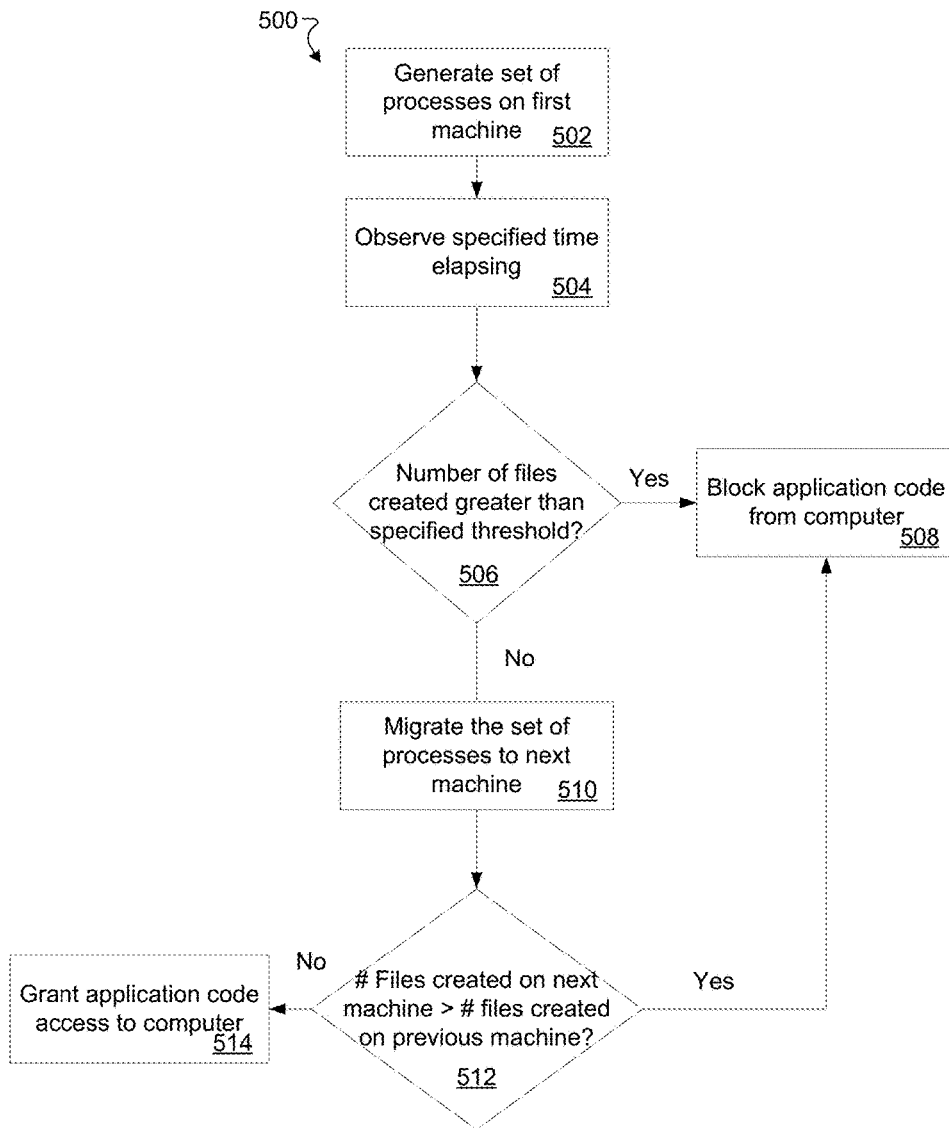 500
Generate set of
processes on first
machine
502
Observe specified time
elapsing
504
Number of files
created greater than
specified threshold?
506
Yes
Block application code
from computer
508
No
Migrate the set of
processes to next
machine
510
# Files created on next
machine > # files created
on previous machine?
512
No
Yes
Grant application code
access to computer
514